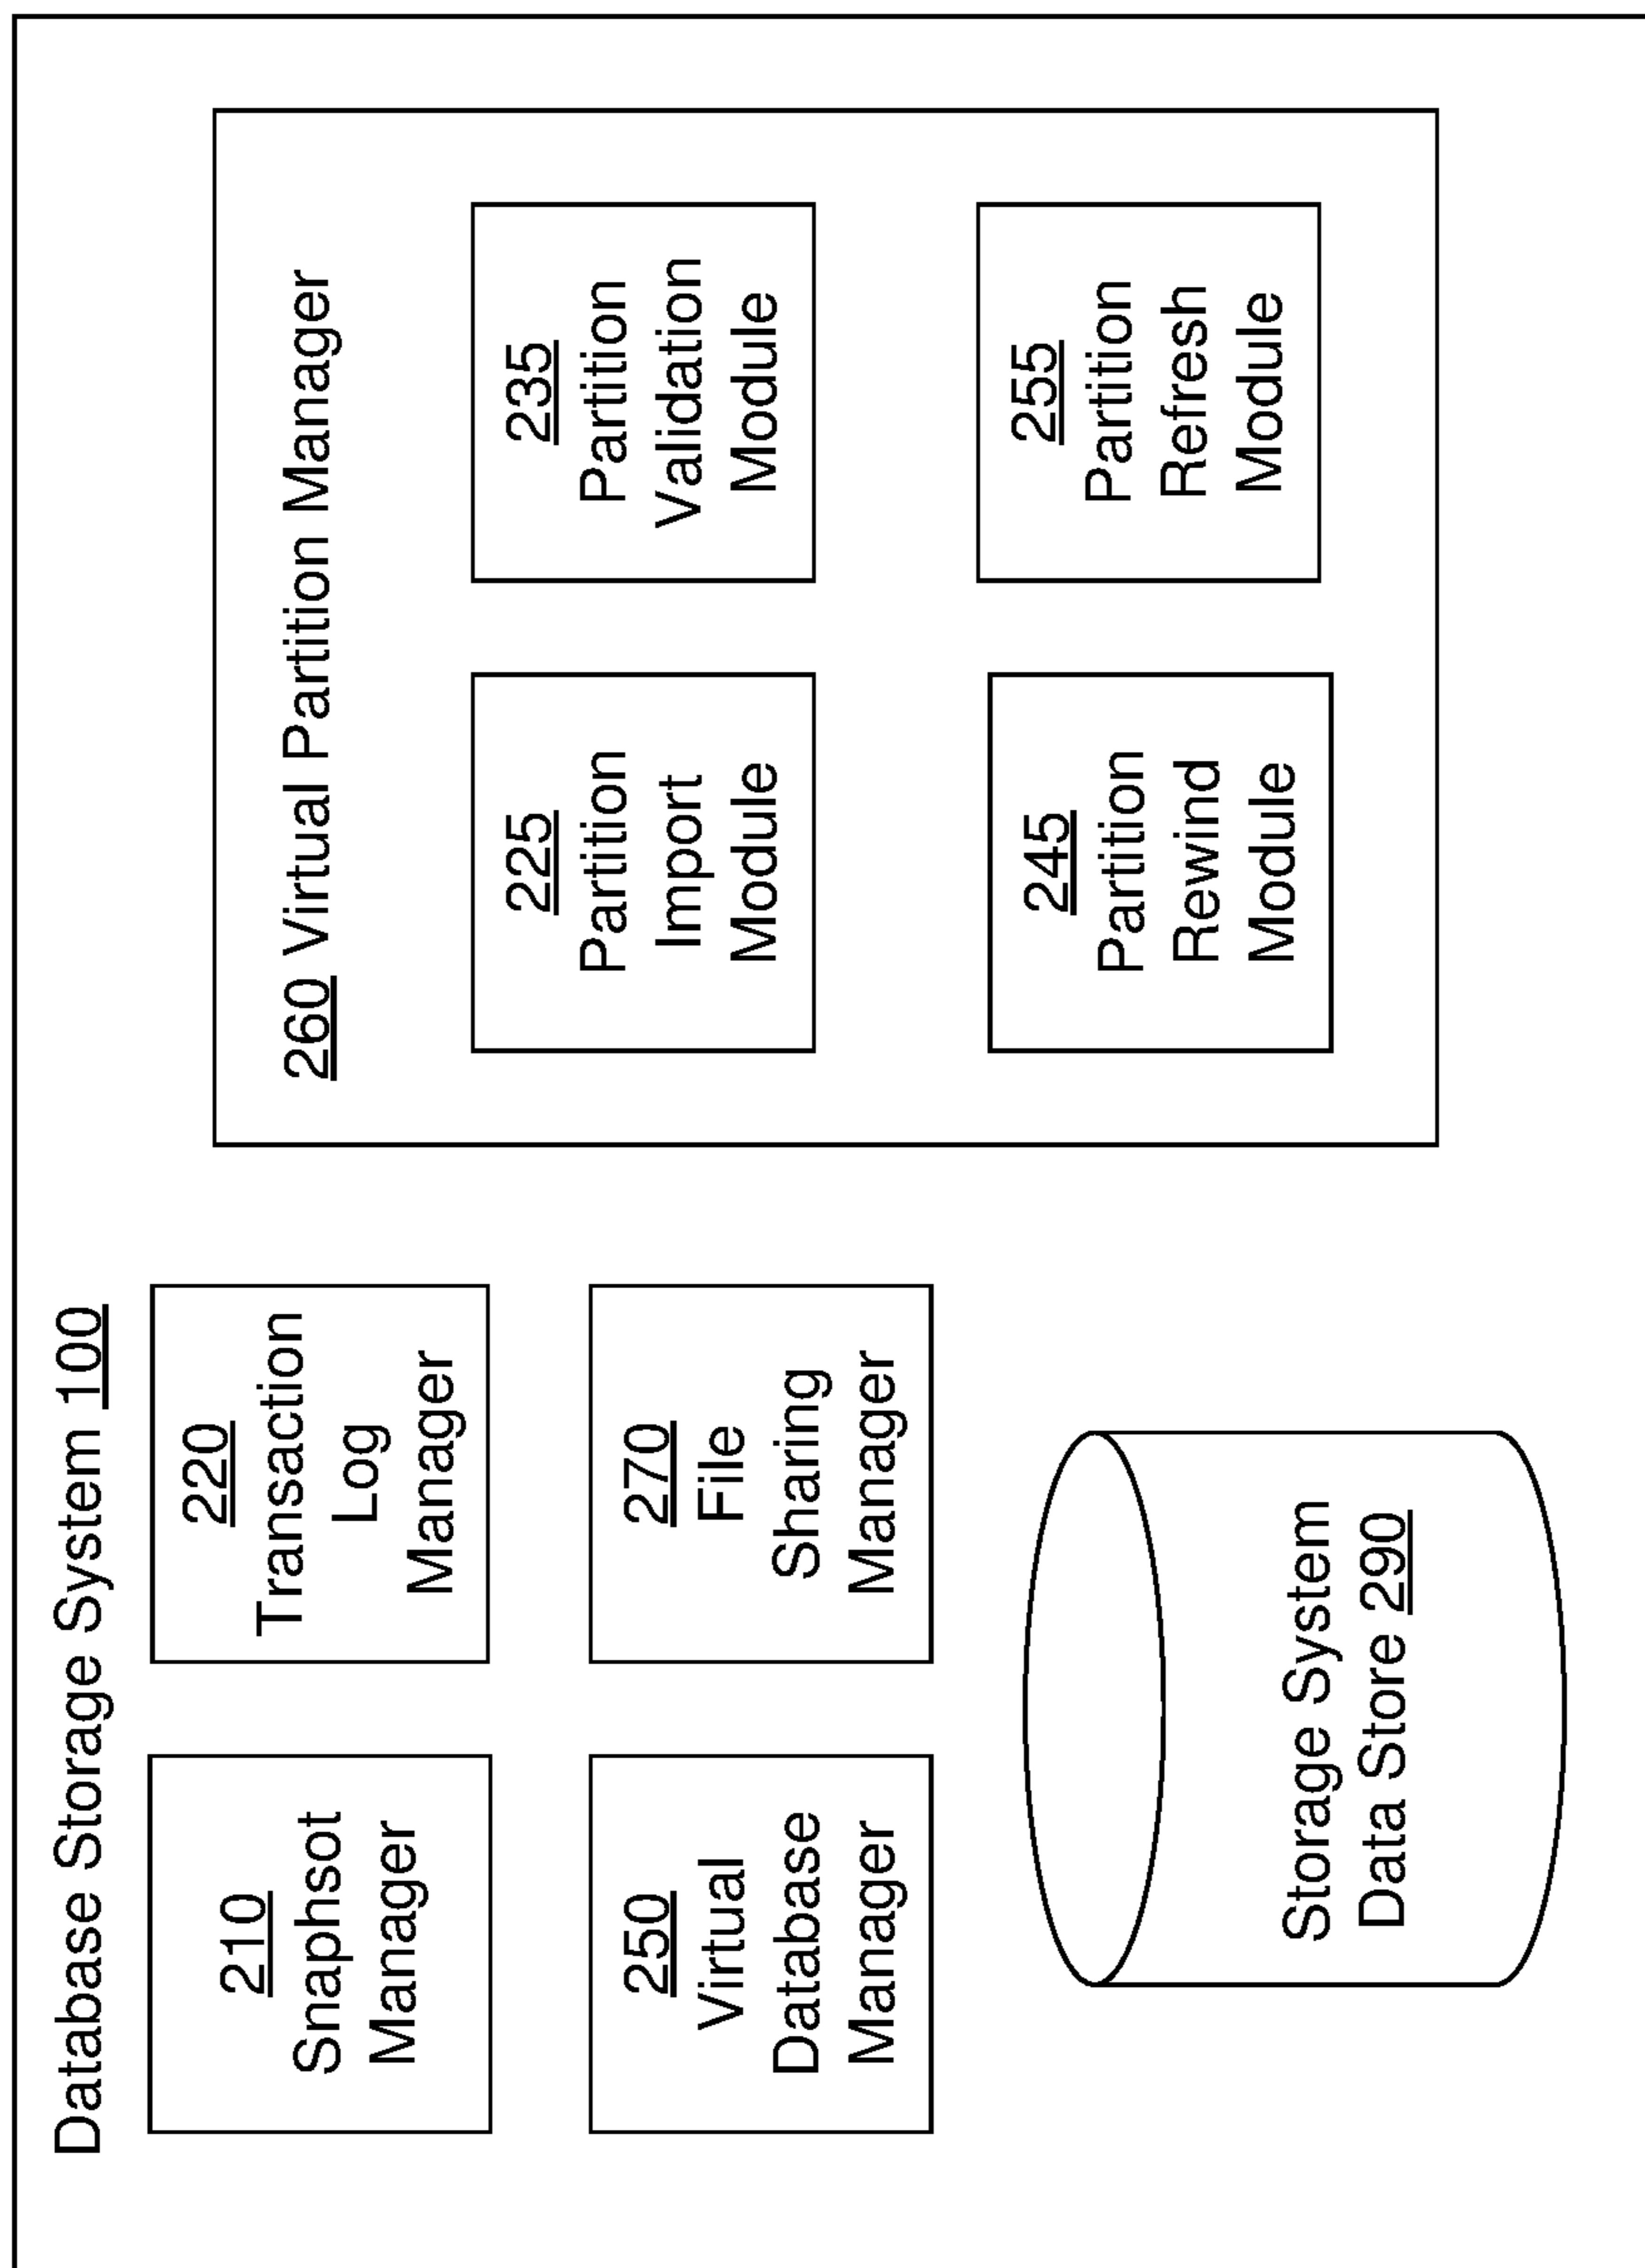 Database Storage System 100
210
Snaphsot
Manager
220
Transaction
Log
Manager
250
Virtual
Database
Manager
270
File
Sharing
Manager
Storage System
Data Store 290
260 Virtual Partition Manager
225
Partition
Import
Module
235
Partition
Validation
Module
245
Partition
Rewind
Module
255
Partition
Refresh
Module